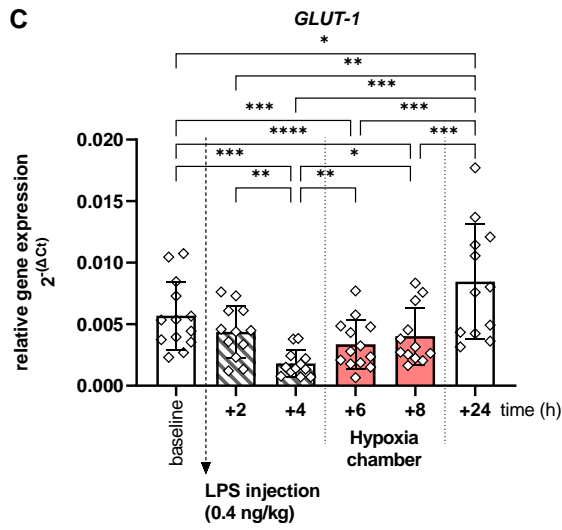 C
GLUT-1
*
**
***
*** ***
**** ***
*** *
** **
relative gene expression
2-(ΔCt)
0.020
0.015
0.010
0.005
0.000
baseline +2 +4 +6 +8 +24 time (h)
Hypoxia
chamber
LPS injection
(0.4 ng/kg)